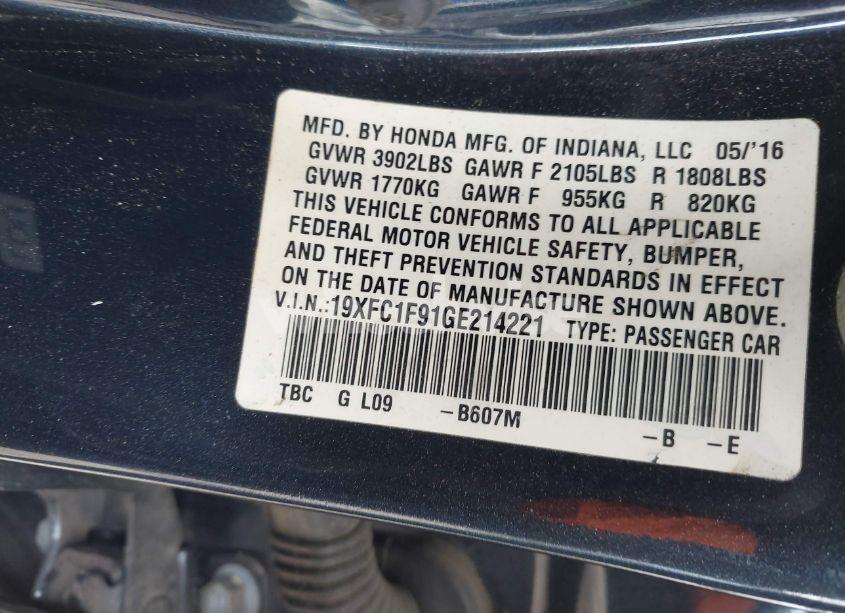 MFD. BY HONDA MFG. OF INDIANA, LLC 05/'16
GVWR 3902LBS GAWR F 2105LBS R 1808LBS
GVWR 1770KG GAWR F 955KG R 820KG
THIS VEHICLE CONFORMS TO ALL APPLICABLE
FEDERAL MOTOR VEHICLE SAFETY, BUMPER,
AND THEFT PREVENTION STANDARDS IN EFFECT
ON THE DATE OF MANUFACTURE SHOWN ABOVE.
V.I.N.:19XFC1F91GE214221 TYPE: PASSENGER CAR
TBC G L09 -B607M -B -E